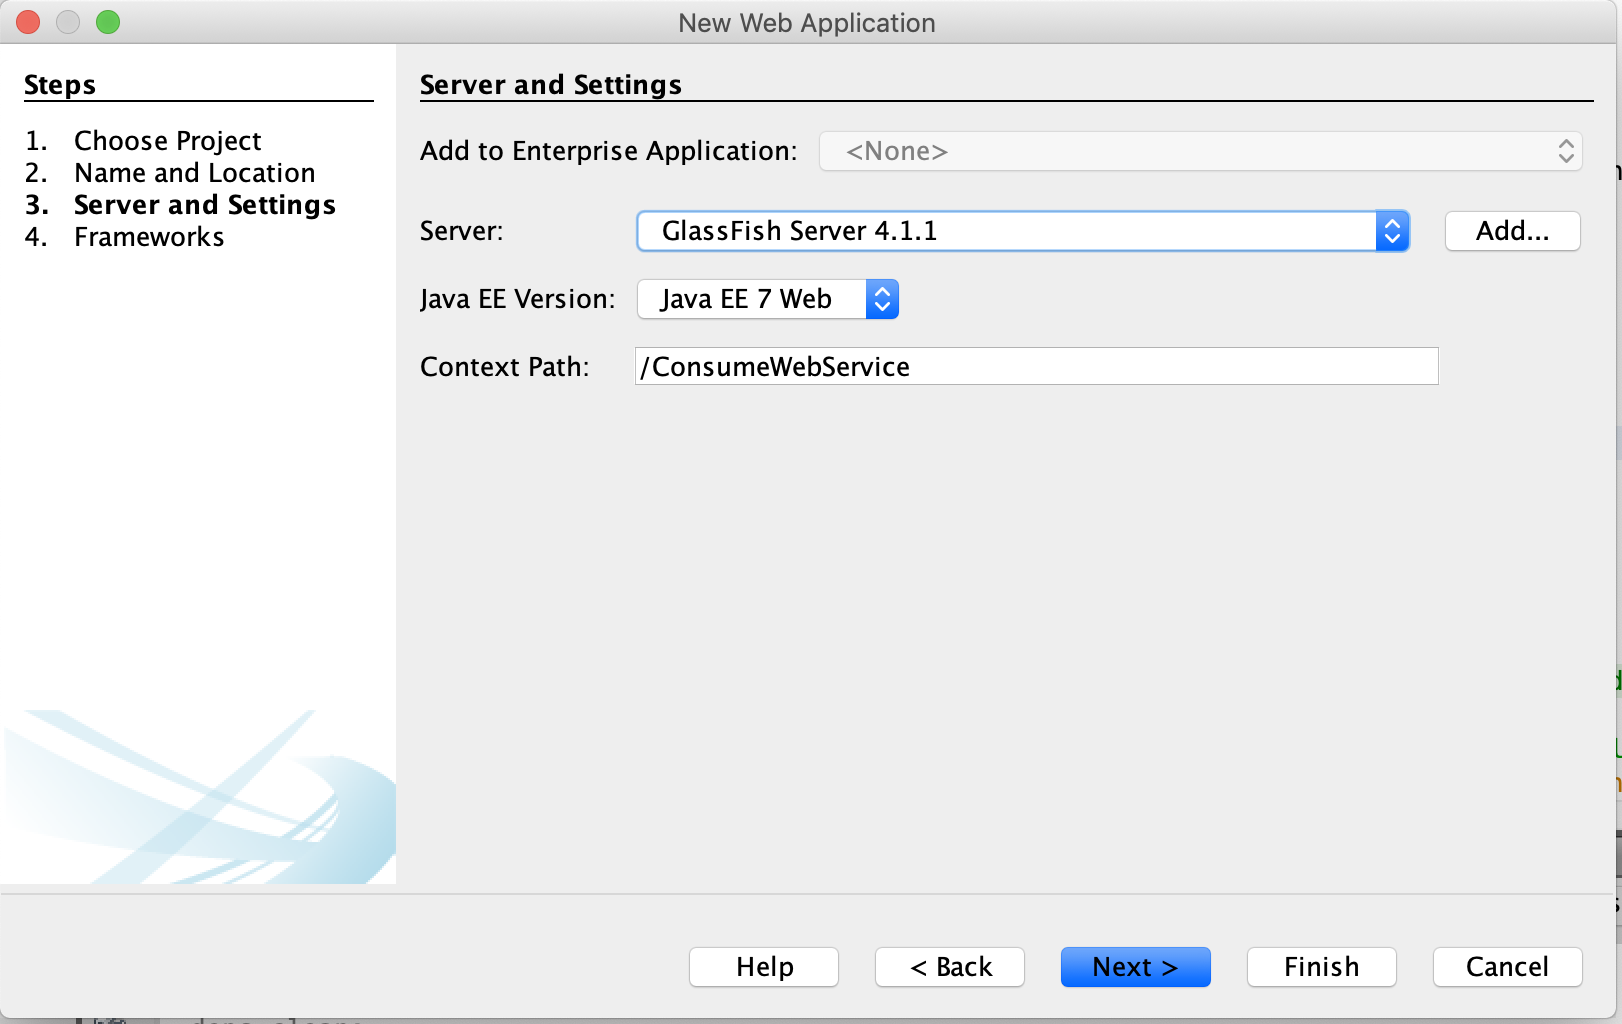 New Web Application
Steps
1. Choose Project
2. Name and Location
3. Server and Settings
4. Frameworks
Server and Settings
Add to Enterprise Application: <None>
Server: GlassFish Server 4.1.1 Add...
Java EE Version: Java EE 7 Web
Context Path: /ConsumeWebService
Help < Back Next > Finish Cancel